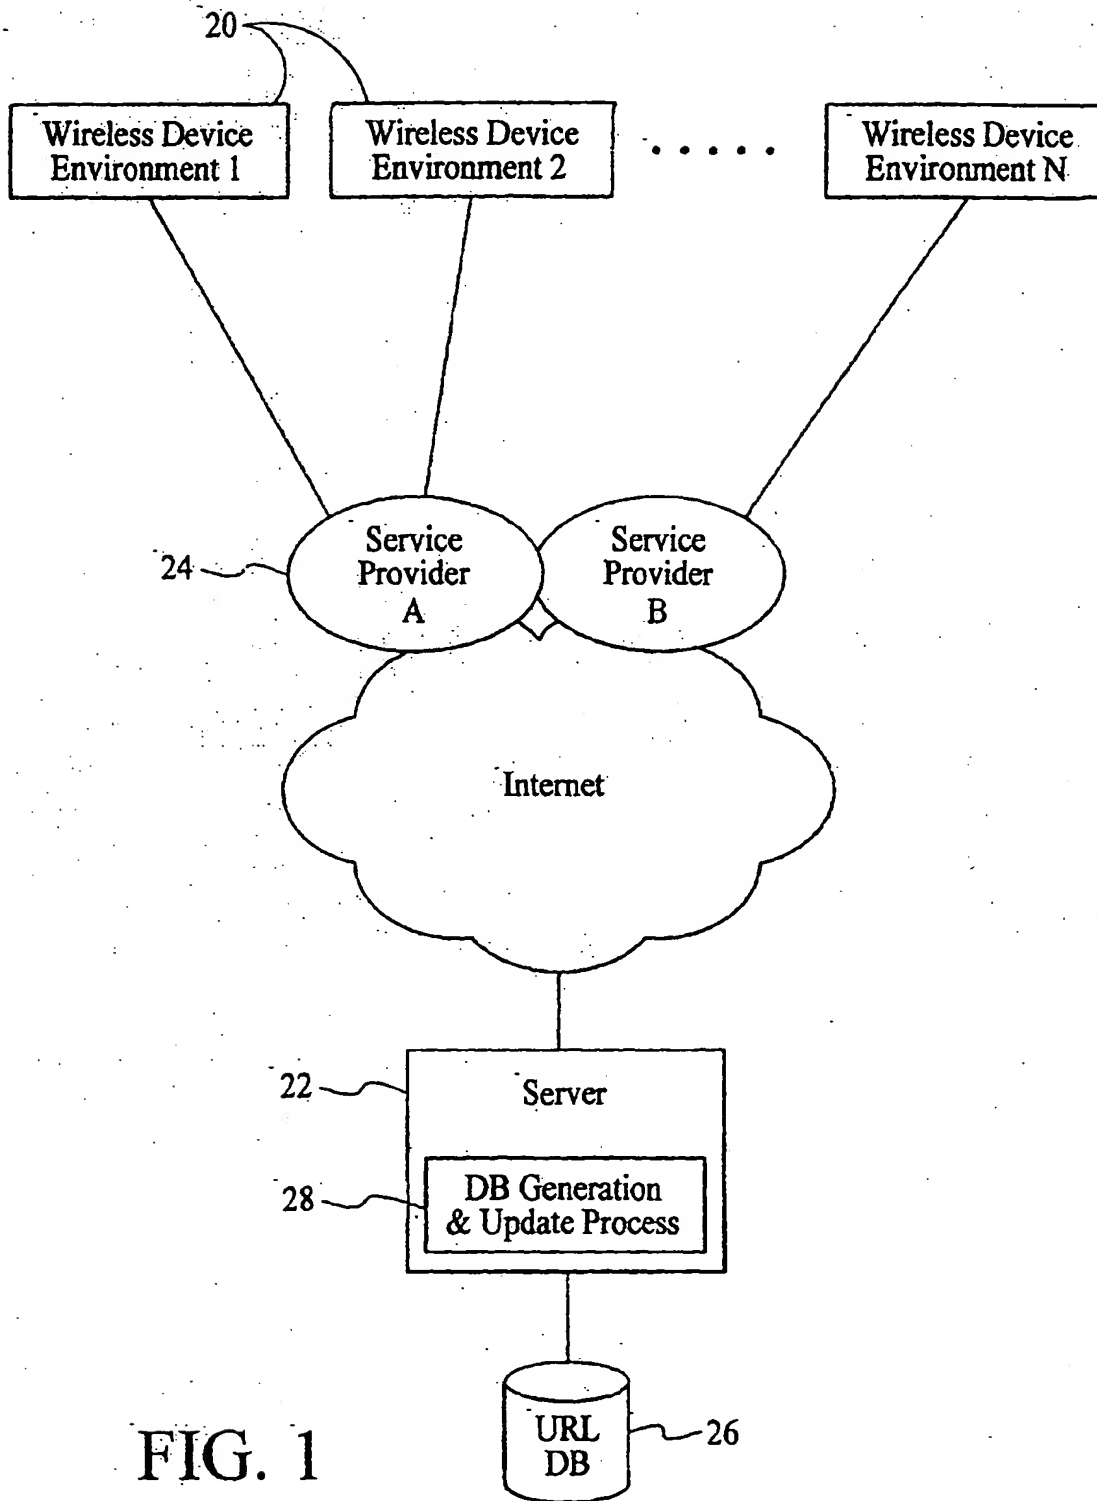 20
Wireless Device
Environment 1
Wireless Device
Environment 2
.....
Wireless Device
Environment N
24
Service
Provider
A
Service
Provider
B
Internet
22
Server
28
DB Generation
& Update Process
URL
DB
26
FIG. 1